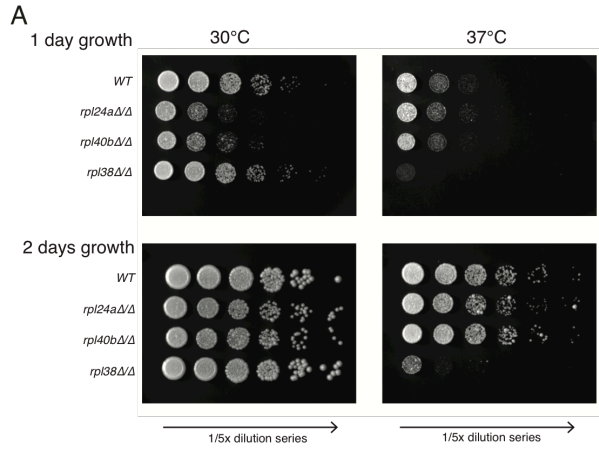 A
1 day growth
30°C
37°C
WT
rpl24aΔ/Δ
rpl40bΔ/Δ
rpl38Δ/Δ
2 days growth
WT
rpl24aΔ/Δ
rpl40bΔ/Δ
rpl38Δ/Δ
1/5x dilution series
1/5x dilution series